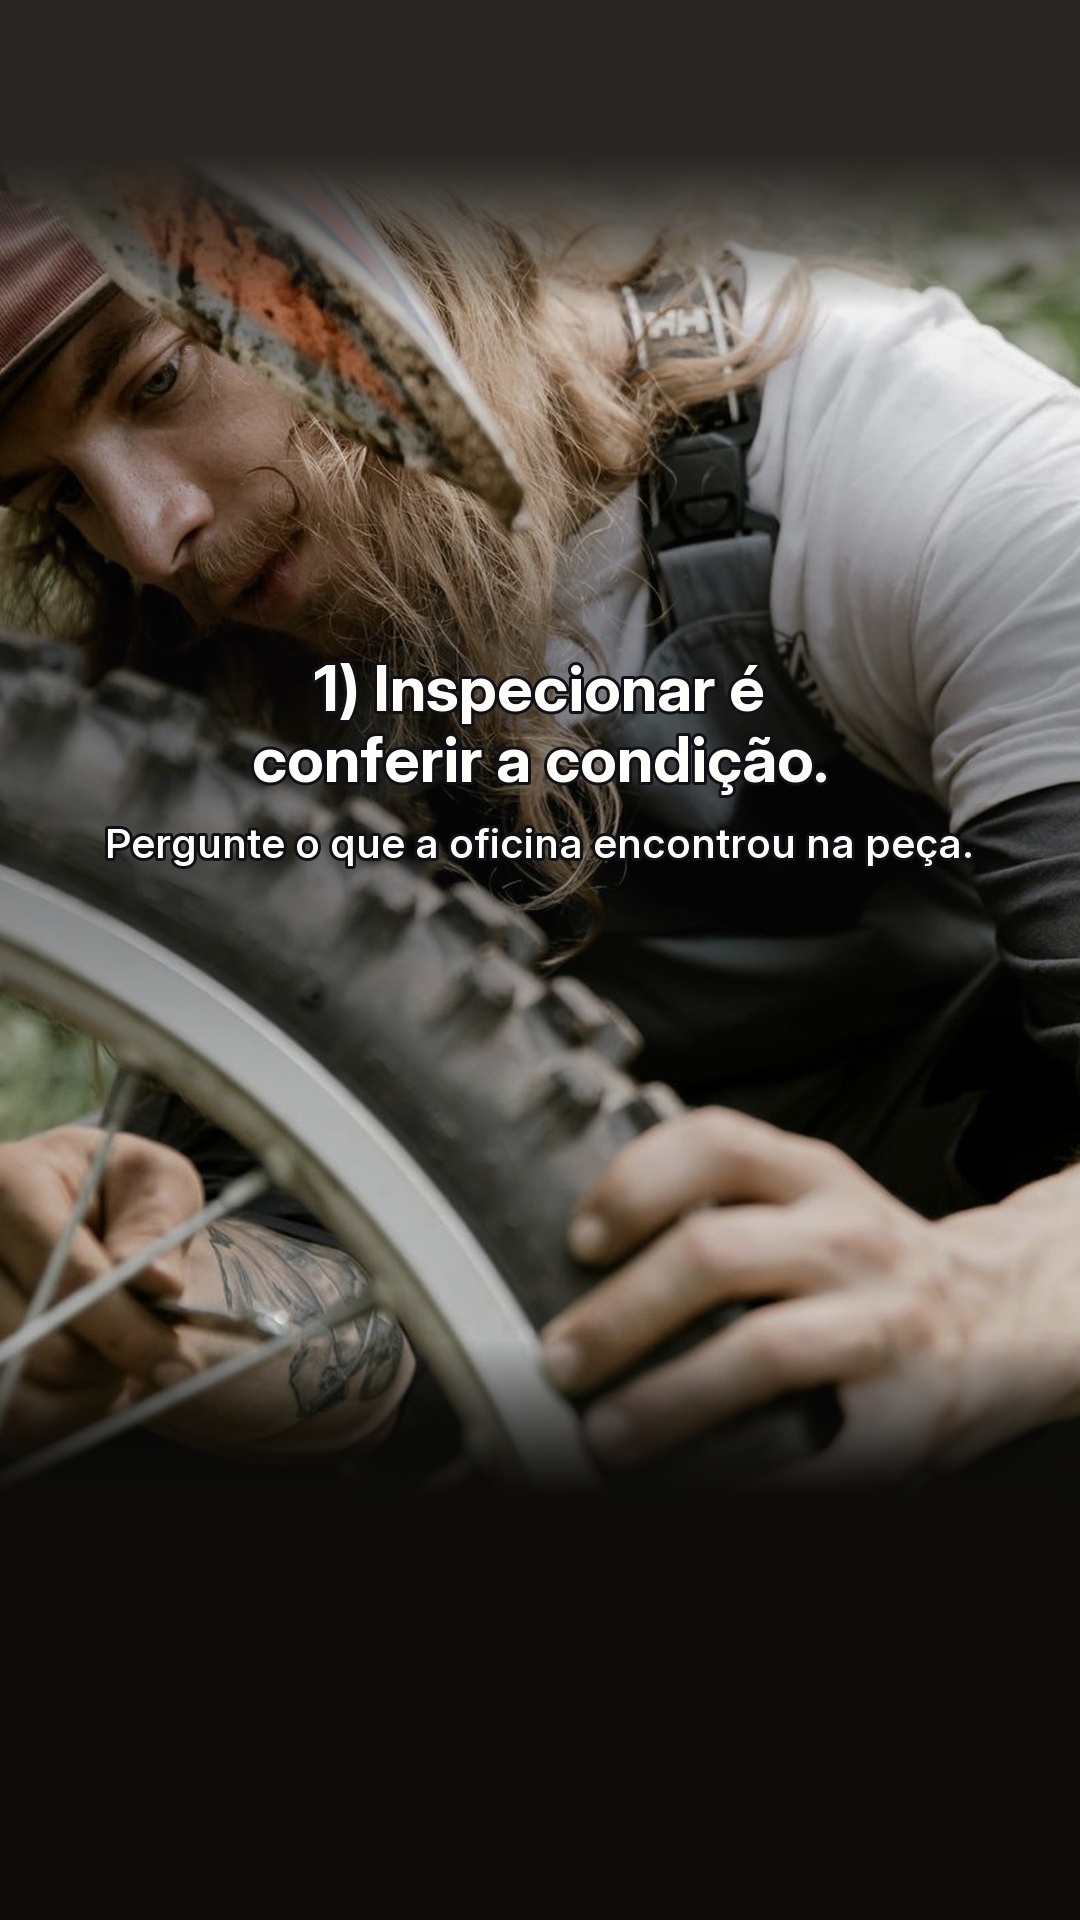 1) Inspecionar é
conferir a condição.
Pergunte o que a oficina encontrou na peça.